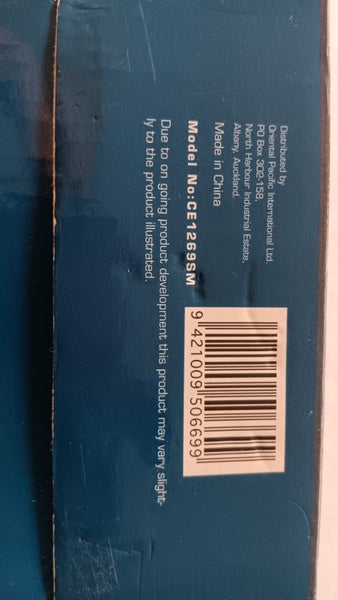 Distributed by
Oriental Pacific International Ltd.
PO Box 302-158,
North Harbour Industrial Estate,
Albany, Auckland.
Made in China
Model No:CE1269SM
Due to on going product development this product may vary slight-
ly to the product illustrated.
9 421009 506699